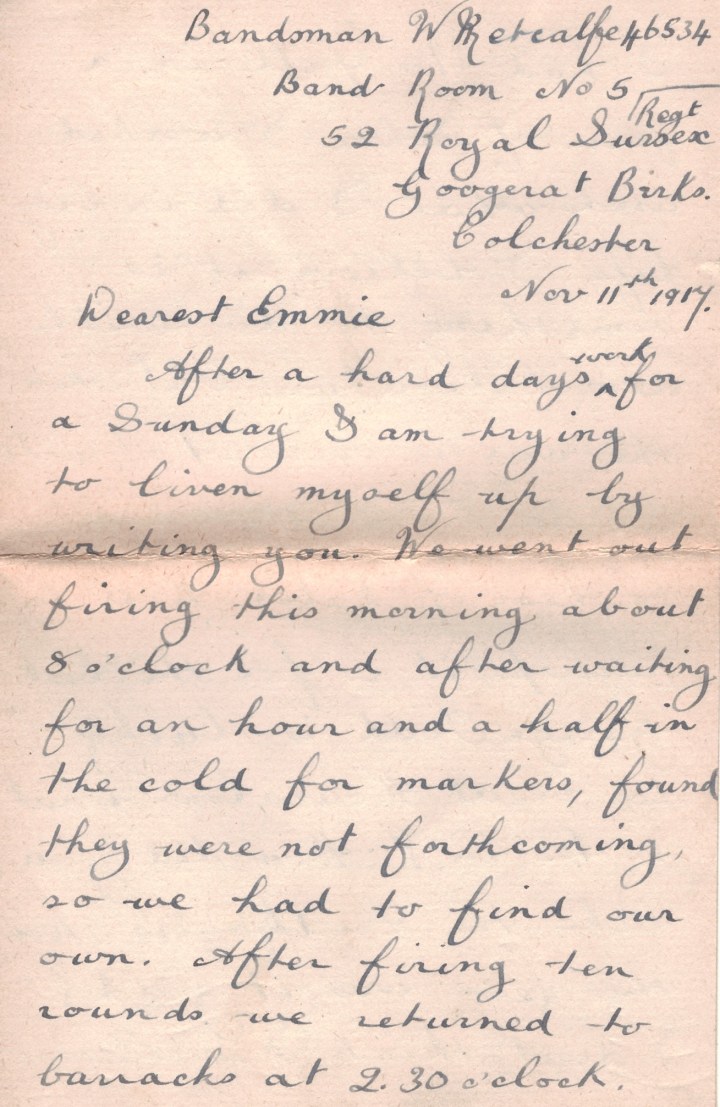 Bandsman W R Metcalfe 46534
Band Room No 5
52 Royal Sussex Regt
Googerat Birks.
Colchester
Nov 11th 1917.
Dearest Emmie
After a hard days work for
a Sunday I am trying
to liven myself up by
writing you. We went out
firing this morning about
8 o'clock and after waiting
for an hour and a half in
the cold for markers, found
they were not forthcoming,
so we had to find our
own. After firing ten
rounds we returned to
barracks at 2.30 o'clock.